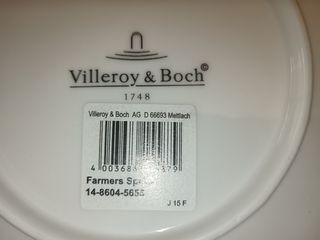 Villeroy & Boch ©
1748
Villeroy & Boch AG D 66693 Mettlach
Farmers
14-8604-5655
J 15 F